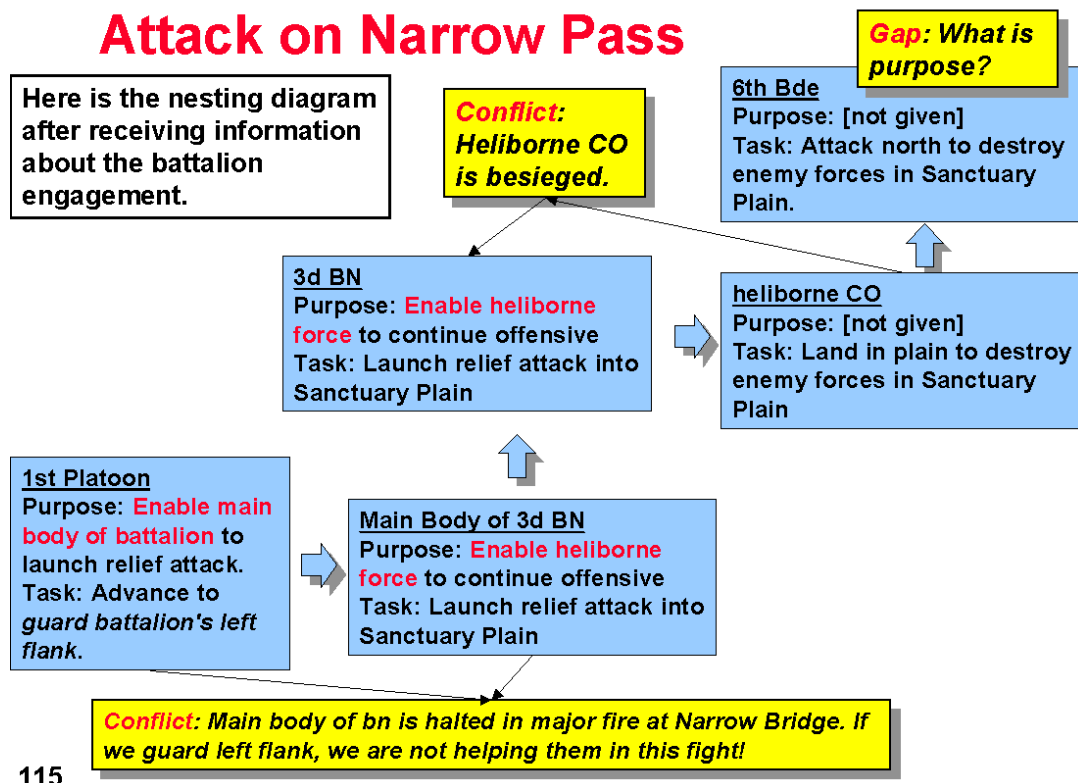 Attack on Narrow Pass
Gap: What is
purpose?
Here is the nesting diagram
after receiving information
about the battalion
engagement.
Conflict:
Heliborne CO
is besieged.
6th Bde
Purpose: [not given]
Task: Attack north to destroy
enemy forces in Sanctuary
Plain.
3d BN
Purpose: Enable heliborne
force to continue offensive
Task: Launch relief attack into
Sanctuary Plain
heliborne CO
Purpose: [not given]
Task: Land in plain to destroy
enemy forces in Sanctuary
Plain
1st Platoon
Purpose: Enable main
body of battalion to
launch relief attack.
Task: Advance to
guard battalion's left
flank.
Main Body of 3d BN
Purpose: Enable heliborne
force to continue offensive
Task: Launch relief attack into
Sanctuary Plain
Conflict: Main body of bn is halted in major fire at Narrow Bridge. If
we guard left flank, we are not helping them in this fight!
115